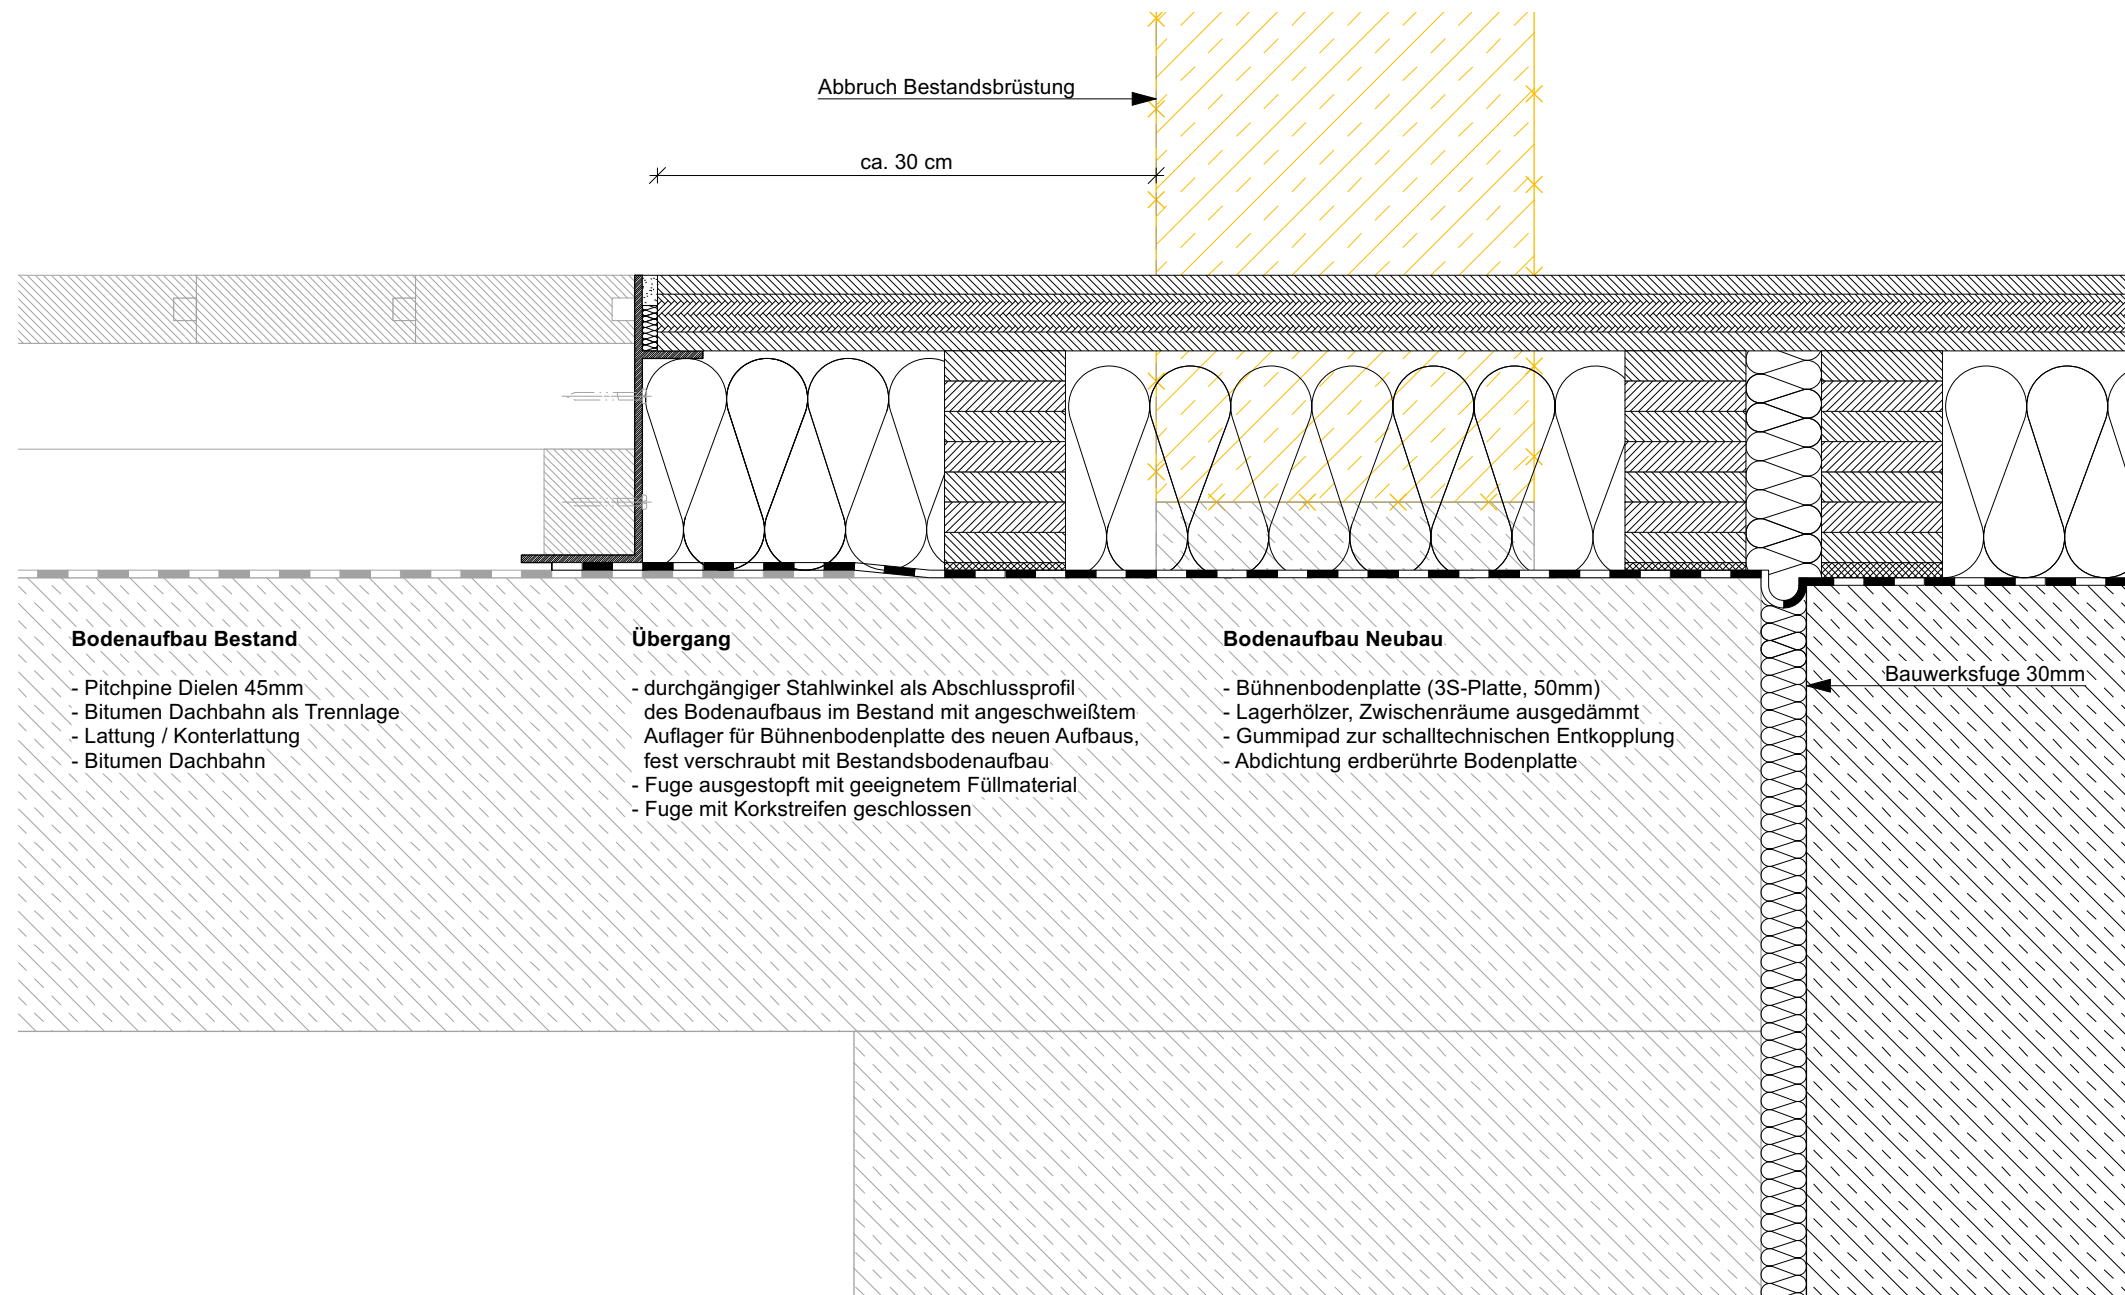 Abbruch Bestandsbrüstung
ca. 30 cm
Bodenaufbau Bestand
- Pitchpine Dielen 45mm
- Bitumen Dachbahn als Trennlage
- Lattung / Konterlattung
- Bitumen Dachbahn
Übergang
- durchgängiger Stahlwinkel als Abschlussprofil
des Bodenaufbaus im Bestand mit angeschweißtem
Auflager für Bühnenbodenplatte des neuen Aufbaus,
fest verschraubt mit Bestandsbodenaufbau
- Fuge ausgestopft mit geeignetem Füllmaterial
- Fuge mit Korkstreifen geschlossen
Bodenaufbau Neubau
- Bühnenbodenplatte (3S-Platte, 50mm)
- Lagerhölzer, Zwischenräume ausgedämmt
- Gummipad zur schalltechnischen Entkopplung
- Abdichtung erdberührte Bodenplatte
Bauwerksfuge 30mm